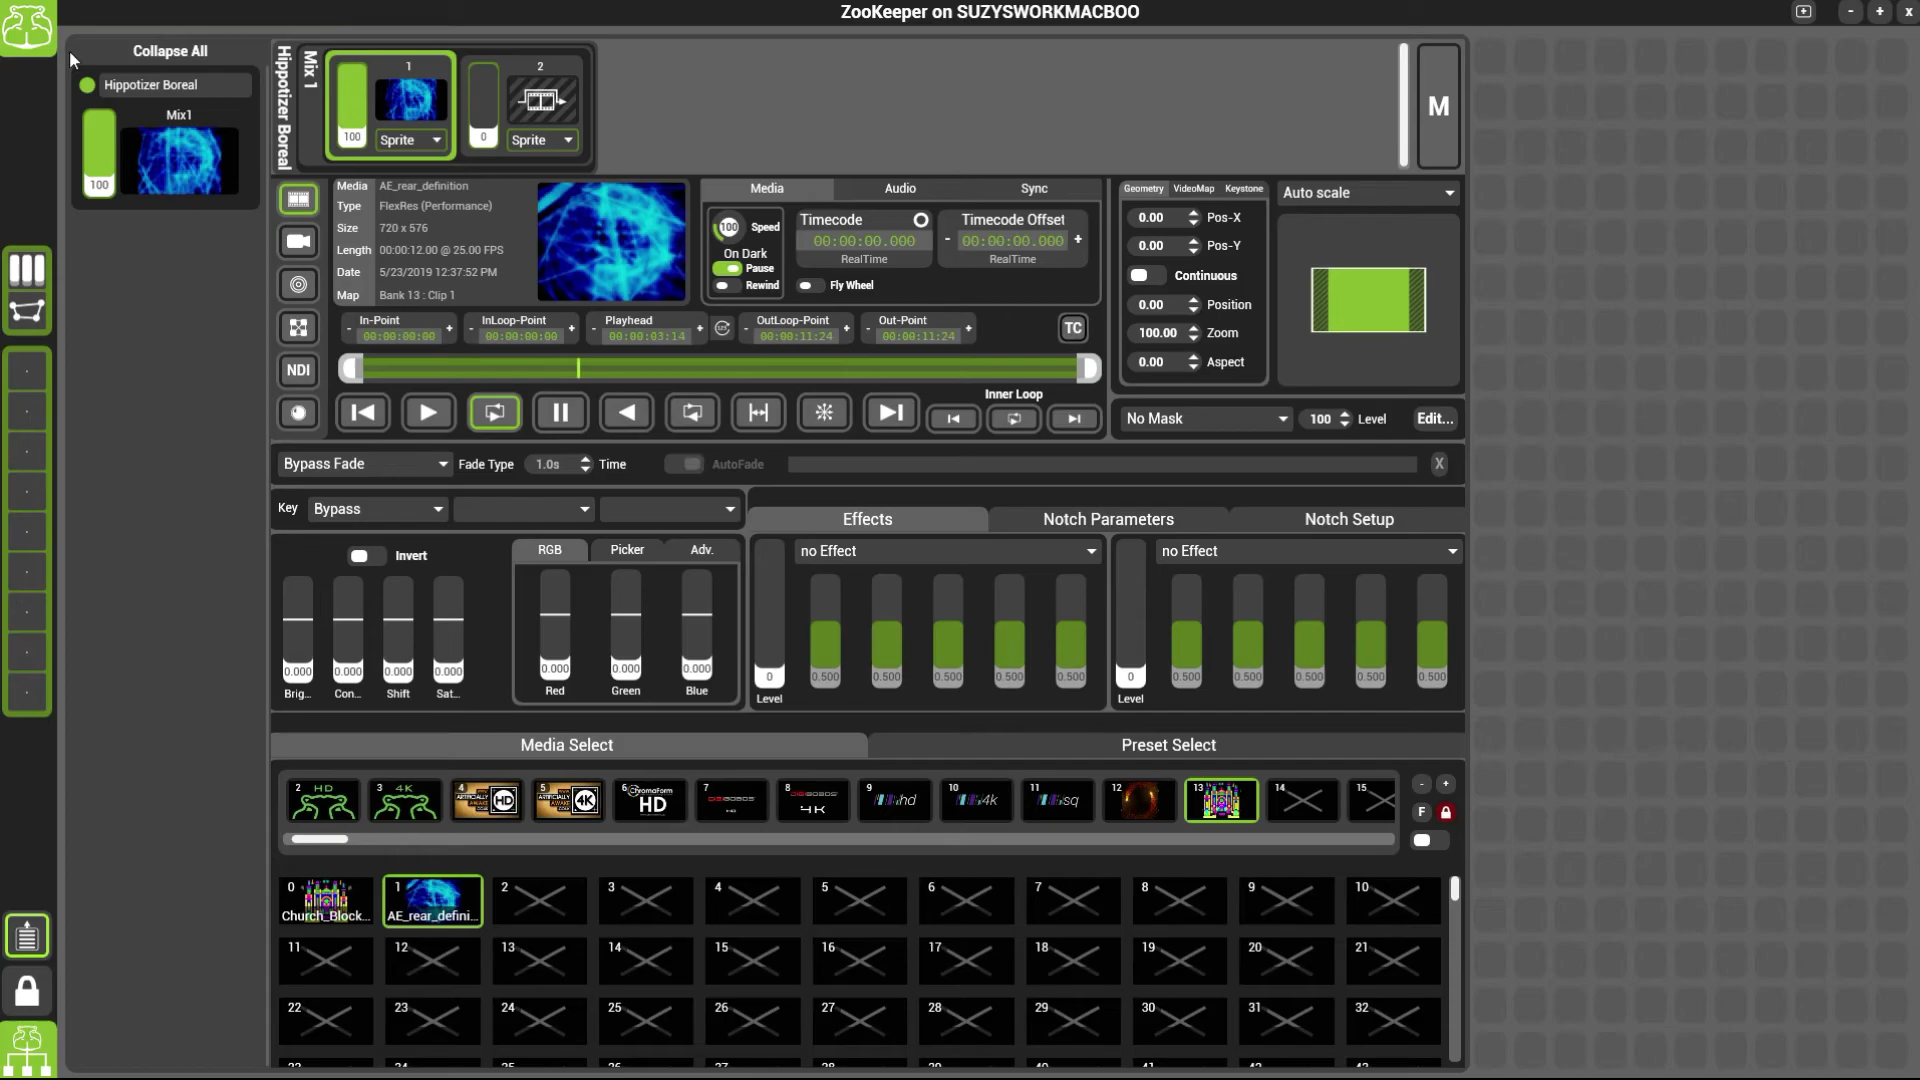 ZooKeeper on SUZYSWORKMACBOO
- + x
Collapse All
Hippotizer Boreal
Mix1
100
Hippotizer Boreal
Mix 1
1
100
Sprite
2
0
Sprite
M
Media AE_rear_definition
Type FlexRes (Performance)
Size 720 x 576
Length 00:00:12.00 @ 25.00 FPS
Date 5/23/2019 12:37:52 PM
Map Bank 13 : Clip 1
Media Audio Sync
100 Speed
On Dark
Pause
Rewind
Timecode
00:00:00.000
RealTime
Timecode Offset
- 00:00:00.000 +
RealTime
Fly Wheel
Geometry VideoMap Keystone
0.00 Pos-X
0.00 Pos-Y
Continuous
0.00 Position
100.00 Zoom
0.00 Aspect
Auto scale
In-Point
- 00:00:00:00 +
InLoop-Point
- 00:00:00:00 +
Playhead
- 00:00:03:14 +
OutLoop-Point
- 00:00:11:24 +
Out-Point
- 00:00:11:24 +
TC
NDI
Inner Loop
No Mask 100 Level Edit...
Bypass Fade Fade Type 1.0s Time AutoFade X
Key Bypass
Effects Notch Parameters Notch Setup
Invert
0.000 0.000 0.000 0.000
Brig... Con... Shift Sat...
RGB Picker Adv.
0.000 0.000 0.000
Red Green Blue
no Effect
0 0.500 0.500 0.500 0.500 0.500
Level
no Effect
0 0.500 0.500 0.500 0.500 0.500
Level
Media Select Preset Select
2 HD
3 4K
4 ARTIFICIALLY AWAKE HD
5 ARTIFICIALLY AWAKE 4K
6 ChromaForm HD
7
8 4K
9 hd
10 4k
11 sq
12
13
14
15
- +
F
0 Church_Block...
1 AE_rear_defini...
2 3 4 5 6 7 8 9 10
11 12 13 14 15 16 17 18 19 20 21
22 23 24 25 26 27 28 29 30 31 32